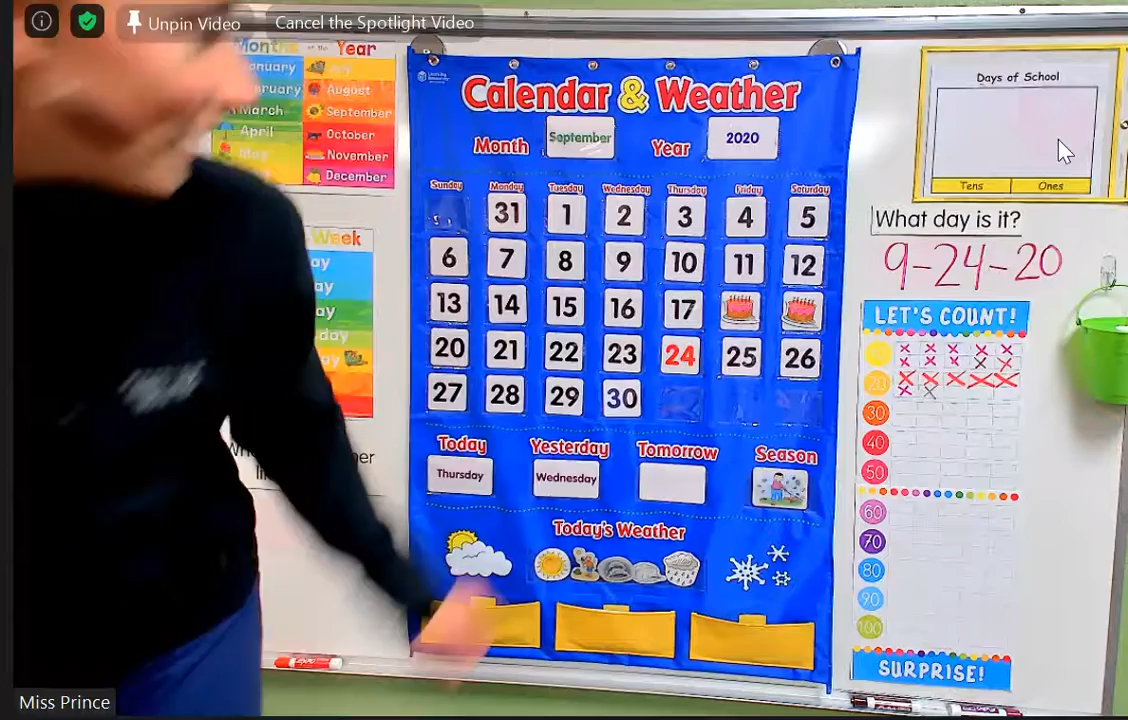 Unpin Video
Cancel the Spotlight Video
Months of the Year
January
February
March
April
May
August
September
October
November
December
Week
day
Calendar & Weather
Month September Year 2020
Sunday Monday Tuesday Wednesday Thursday Friday Saturday
31 1 2 3 4 5
6 7 8 9 10 11 12
13 14 15 16 17
20 21 22 23 24 25 26
27 28 29 30
Today Yesterday Tomorrow Season
Thursday Wednesday
Today's Weather
Days of School
Tens Ones
What day is it?
9-24-20
LET'S COUNT!
10
20
30
40
50
60
70
80
90
100
SURPRISE!
Miss Prince